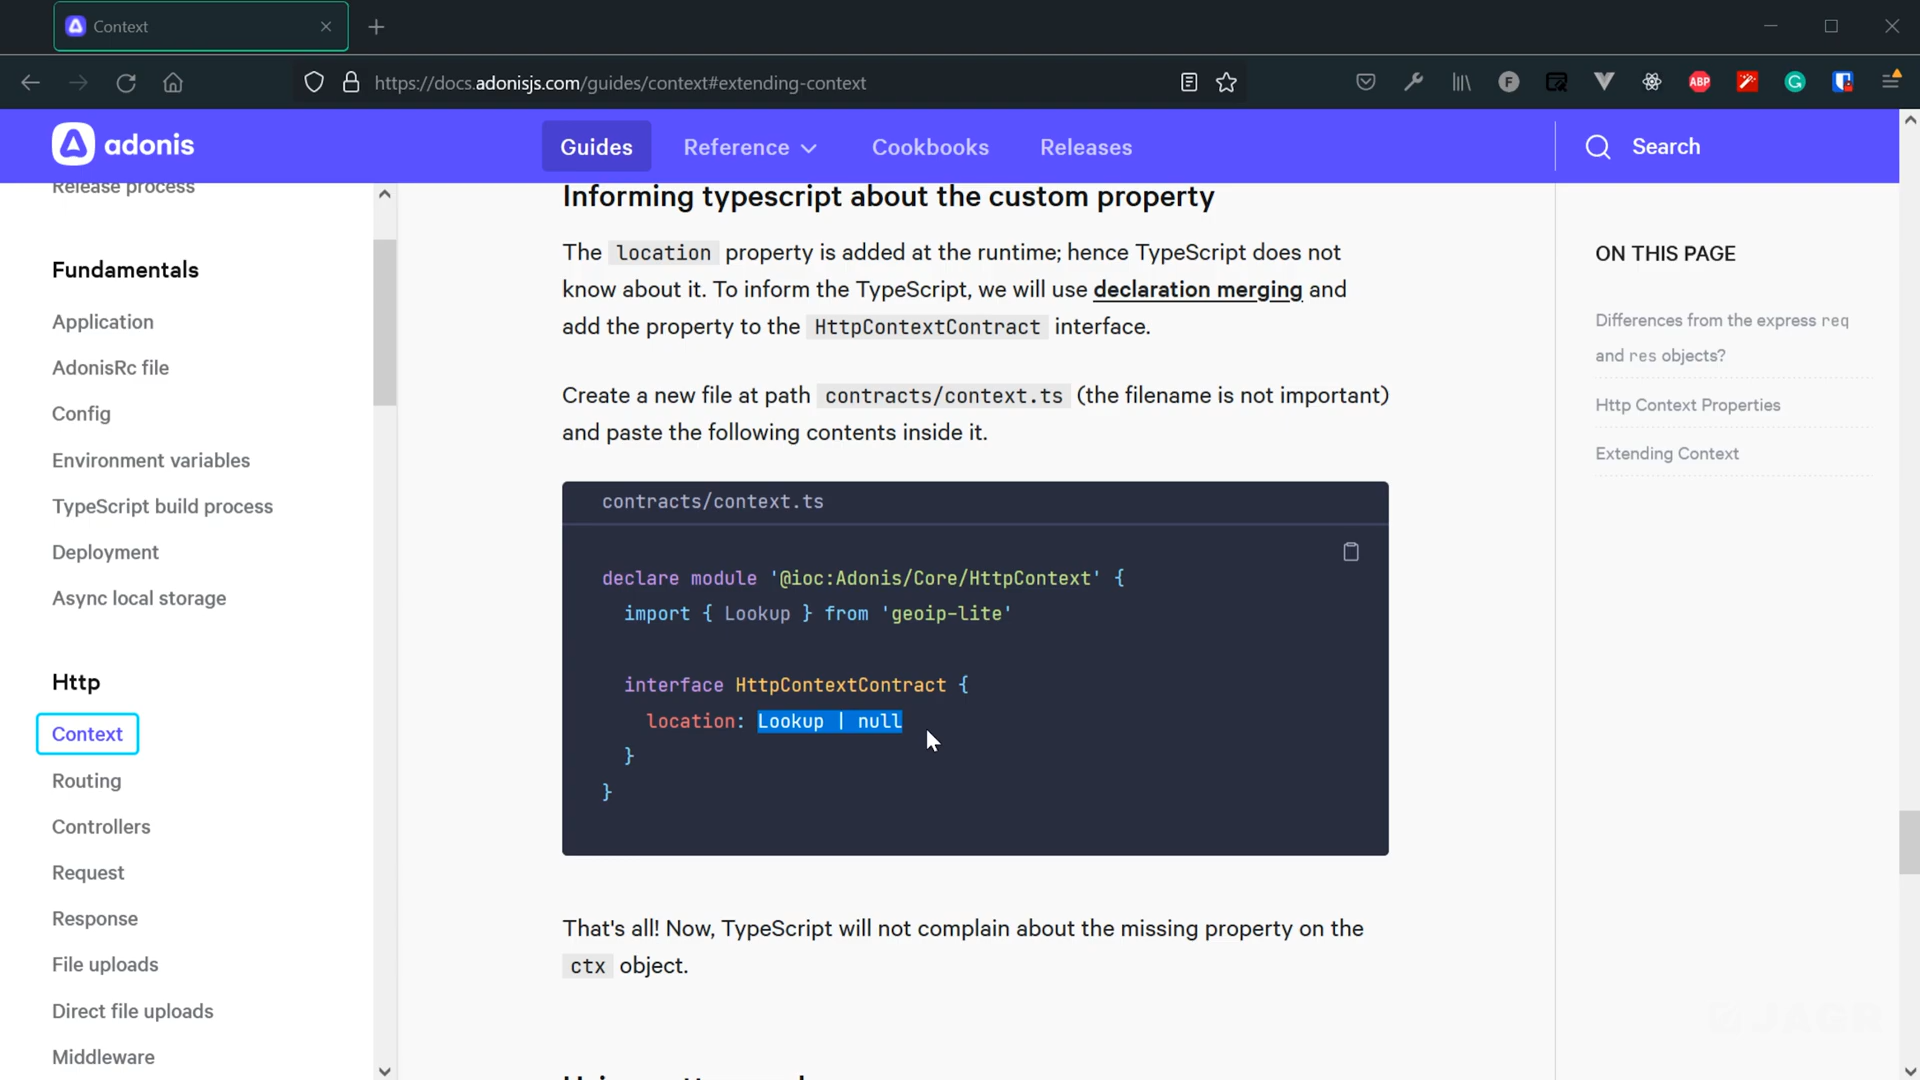 Context
https://docs.adonisjs.com/guides/context#extending-context
F
ABP
G
adonis
Guides
Reference
Cookbooks
Releases
Search
Release process
Fundamentals
Application
AdonisRc file
Config
Environment variables
TypeScript build process
Deployment
Async local storage
Http
Context
Routing
Controllers
Request
Response
File uploads
Direct file uploads
Middleware
Informing typescript about the custom property
The location property is added at the runtime; hence TypeScript does not
know about it. To inform the TypeScript, we will use declaration merging and
add the property to the HttpContextContract interface.
Create a new file at path contracts/context.ts (the filename is not important)
and paste the following contents inside it.
contracts/context.ts
declare module '@ioc:Adonis/Core/HttpContext' {
import { Lookup } from 'geoip-lite'
interface HttpContextContract {
location: Lookup | null
}
}
That's all! Now, TypeScript will not complain about the missing property on the
ctx object.
ON THIS PAGE
Differences from the express req
and res objects?
Http Context Properties
Extending Context